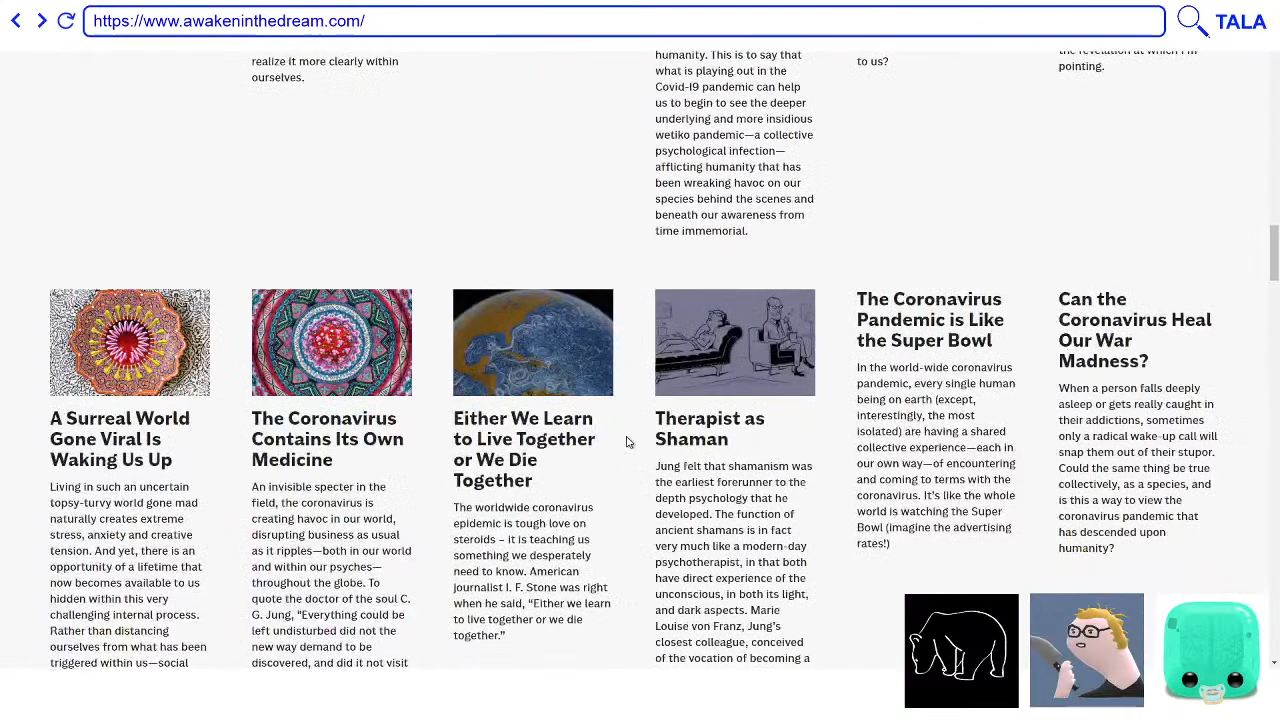 https://www.awakeninthedream.com/
TALA
realize it more clearly within
ourselves.
humanity. This is to say that
what is playing out in the
Covid-19 pandemic can help
us to begin to see the deeper
underlying and more insidious
wetiko pandemic—a collective
psychological infection—
afflicting humanity that has
been wreaking havoc on our
species behind the scenes and
beneath our awareness from
time immemorial.
to us?
the revelation at which I'm
pointing.
A Surreal World
Gone Viral Is
Waking Us Up
Living in such an uncertain
topsy-turvy world gone mad
naturally creates extreme
stress, anxiety and creative
tension. And yet, there is an
opportunity of a lifetime that
now becomes available to us
hidden within this very
challenging internal process.
Rather than distancing
ourselves from what has been
triggered within us—social
The Coronavirus
Contains Its Own
Medicine
An invisible specter in the
field, the coronavirus is
creating havoc in our world,
disrupting business as usual
as it ripples—both in our world
and within our psyches—
throughout the globe. To
quote the doctor of the soul C.
G. Jung, "Everything could be
left undisturbed did not the
new way demand to be
discovered, and did it not visit
Either We Learn
to Live Together
or We Die
Together
The worldwide coronavirus
epidemic is tough love on
steroids – it is teaching us
something we desperately
need to know. American
journalist I. F. Stone was right
when he said, "Either we learn
to live together or we die
together."
Therapist as
Shaman
Jung felt that shamanism was
the earliest forerunner to the
depth psychology that he
developed. The function of
ancient shamans is in fact
very much like a modern-day
psychotherapist, in that both
have direct experience of the
unconscious, in both its light,
and dark aspects. Marie
Louise von Franz, Jung's
closest colleague, conceived
of the vocation of becoming a
The Coronavirus
Pandemic is Like
the Super Bowl
In the world-wide coronavirus
pandemic, every single human
being on earth (except,
interestingly, the most
isolated) are having a shared
collective experience—each in
our own way—of encountering
and coming to terms with the
coronavirus. It's like the whole
world is watching the Super
Bowl (imagine the advertising
rates!)
Can the
Coronavirus Heal
Our War
Madness?
When a person falls deeply
asleep or gets really caught in
their addictions, sometimes
only a radical wake-up call will
snap them out of their stupor.
Could the same thing be true
collectively, as a species, and
is this a way to view the
coronavirus pandemic that
has descended upon
humanity?